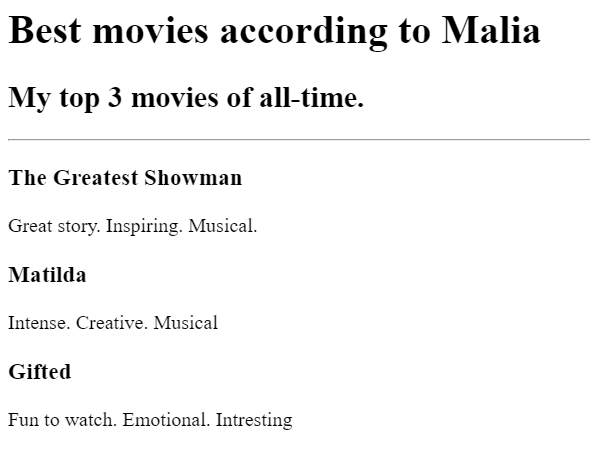 Best movies according to Malia
My top 3 movies of all-time.
The Greatest Showman
Great story. Inspiring. Musical.
Matilda
Intense. Creative. Musical
Gifted
Fun to watch. Emotional. Intresting